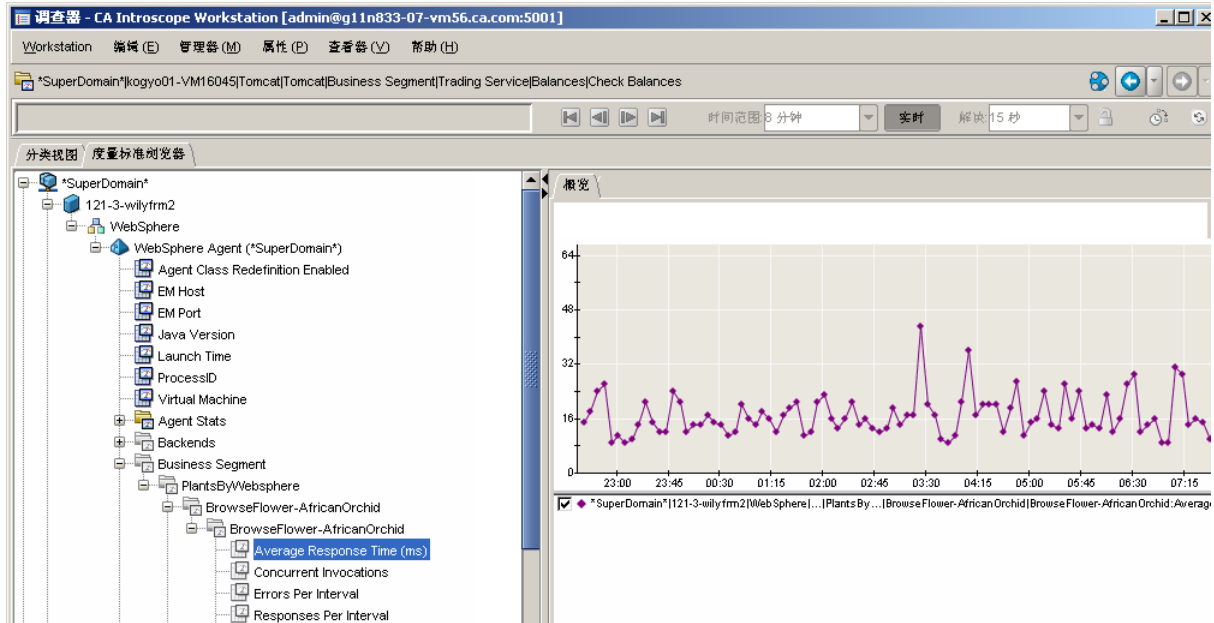 调查器 - CA Introscope Workstation [admin@g11n833-07-vm56.ca.com:5001]
Workstation 编辑(E) 管理器(M) 属性(P) 查看器(V) 帮助(H)
*SuperDomain*|kogyo01-VM16045|Tomcat|Tomcat|Business Segment|Trading Service|Balances|Check Balances
时间范围:8 分钟 实时 解决:15 秒
分类视图 度量标准浏览器
*SuperDomain*
121-3-wilyfrm2
WebSphere
WebSphere Agent (*SuperDomain*)
Agent Class Redefinition Enabled
EM Host
EM Port
Java Version
Launch Time
ProcessID
Virtual Machine
Agent Stats
Backends
Business Segment
PlantsByWebsphere
BrowseFlower-AfricanOrchid
BrowseFlower-AfricanOrchid
Average Response Time (ms)
Concurrent Invocations
Errors Per Interval
Responses Per Interval
概览
64
48
32
16
0
23:00 23:45 00:30 01:15 02:00 02:45 03:30 04:15 05:00 05:45 06:30 07:15
*SuperDomain*|121-3-wilyfrm2|WebSphere|...|PlantsBy...|BrowseFlower-AfricanOrchid|BrowseFlower-AfricanOrchid:Average